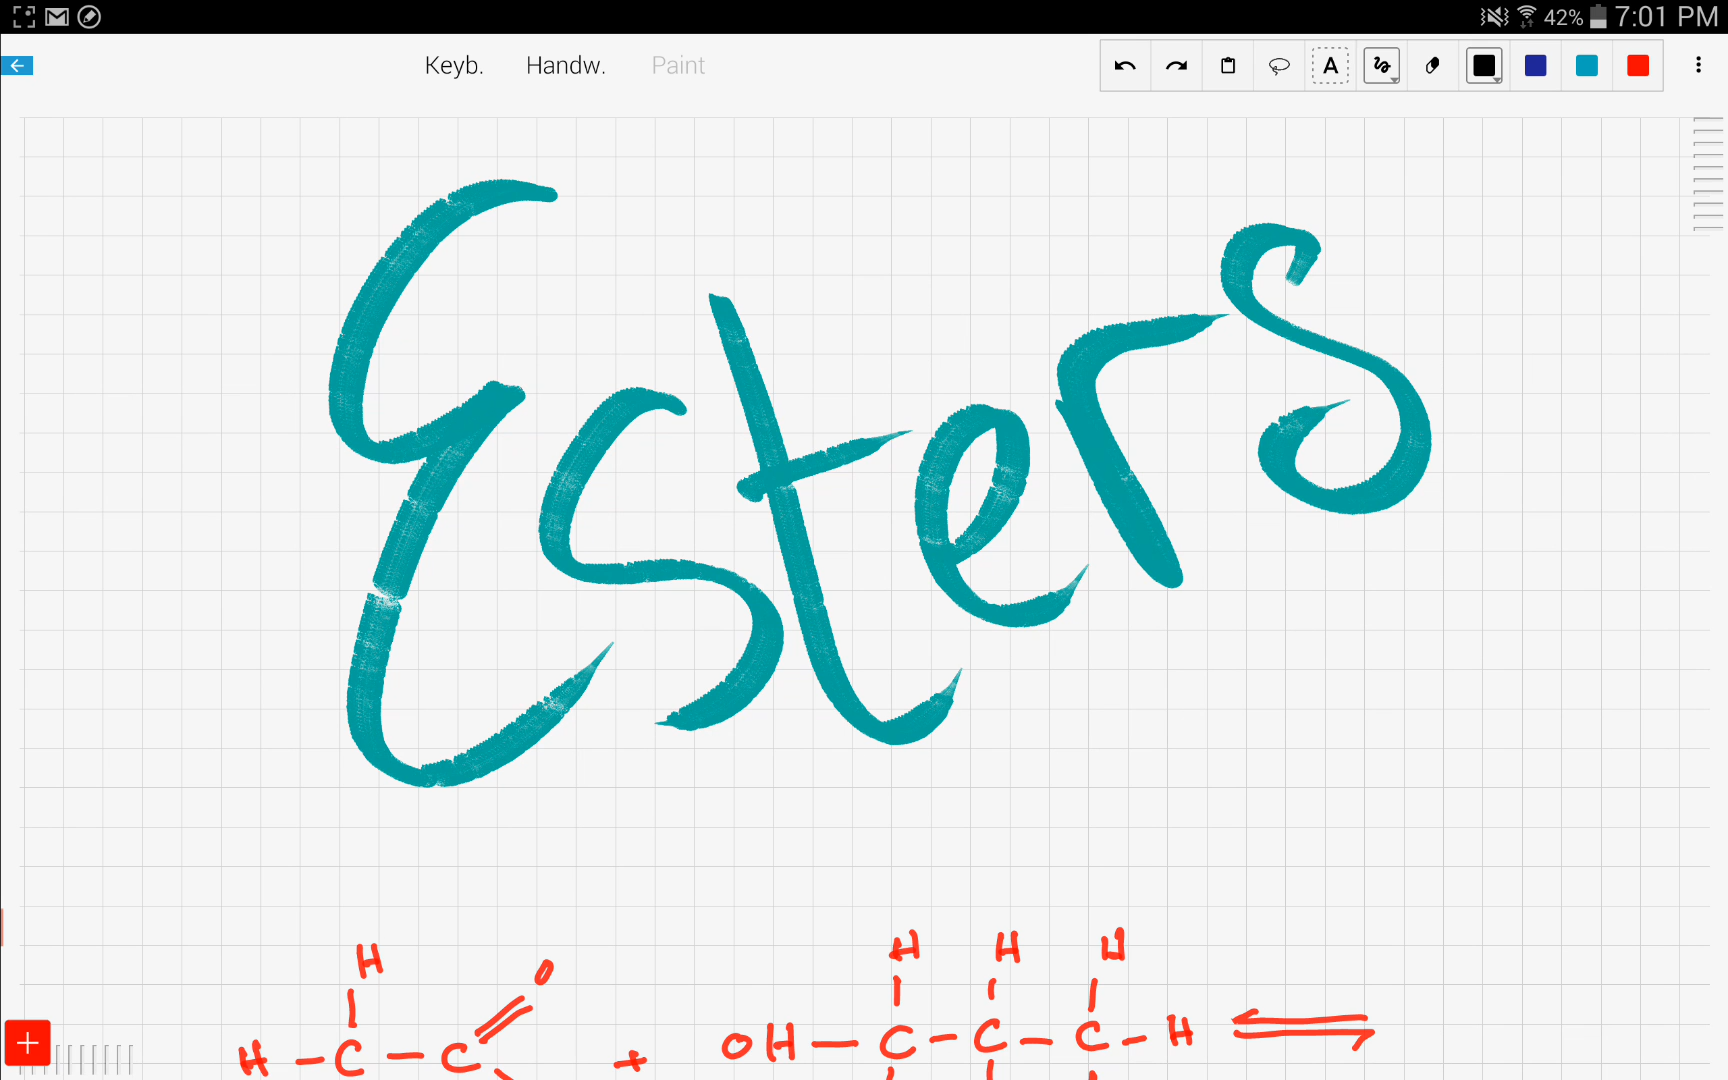 42% 7:01 PM
Keyb. Handw. Paint A
Esters
H O H H H
H - C - C + OH - C - C - C - H